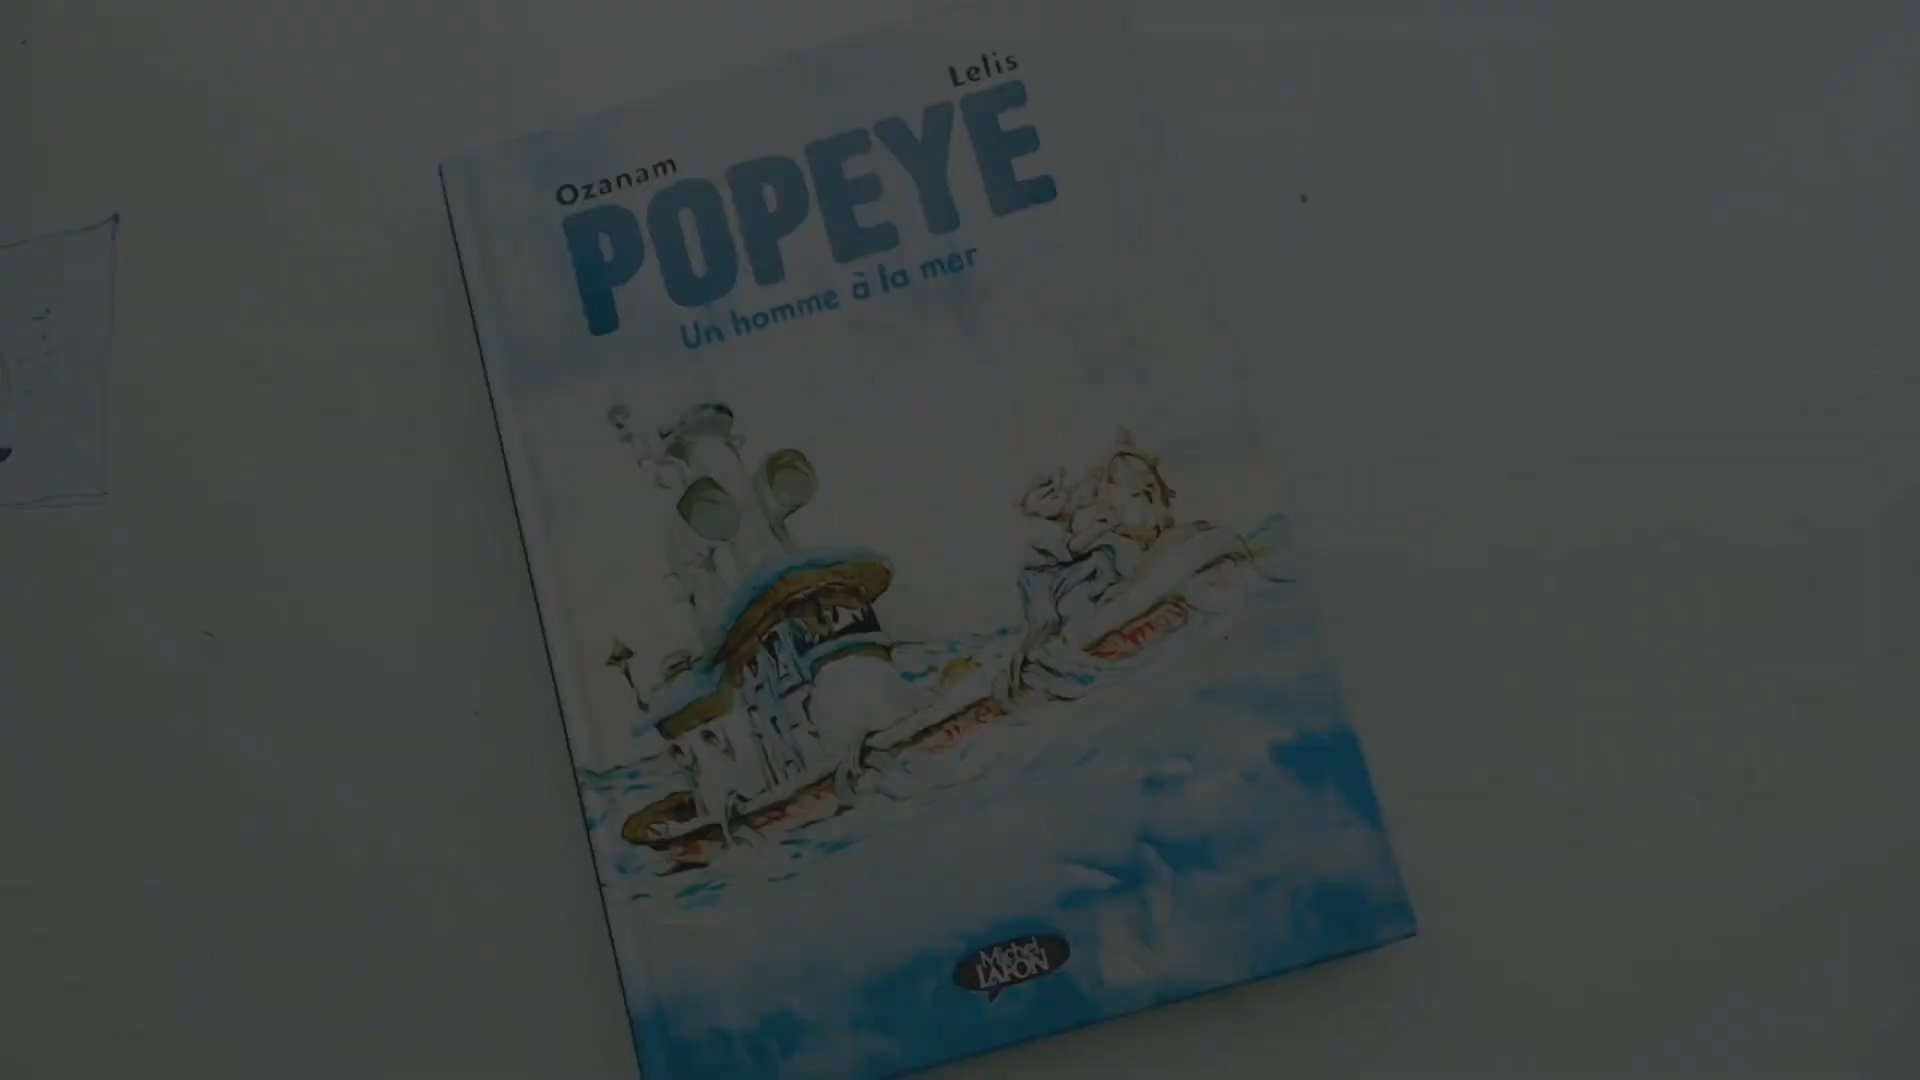 Lelis
Ozanam
POPEYE
Un homme à la mer
Michel
LAFON